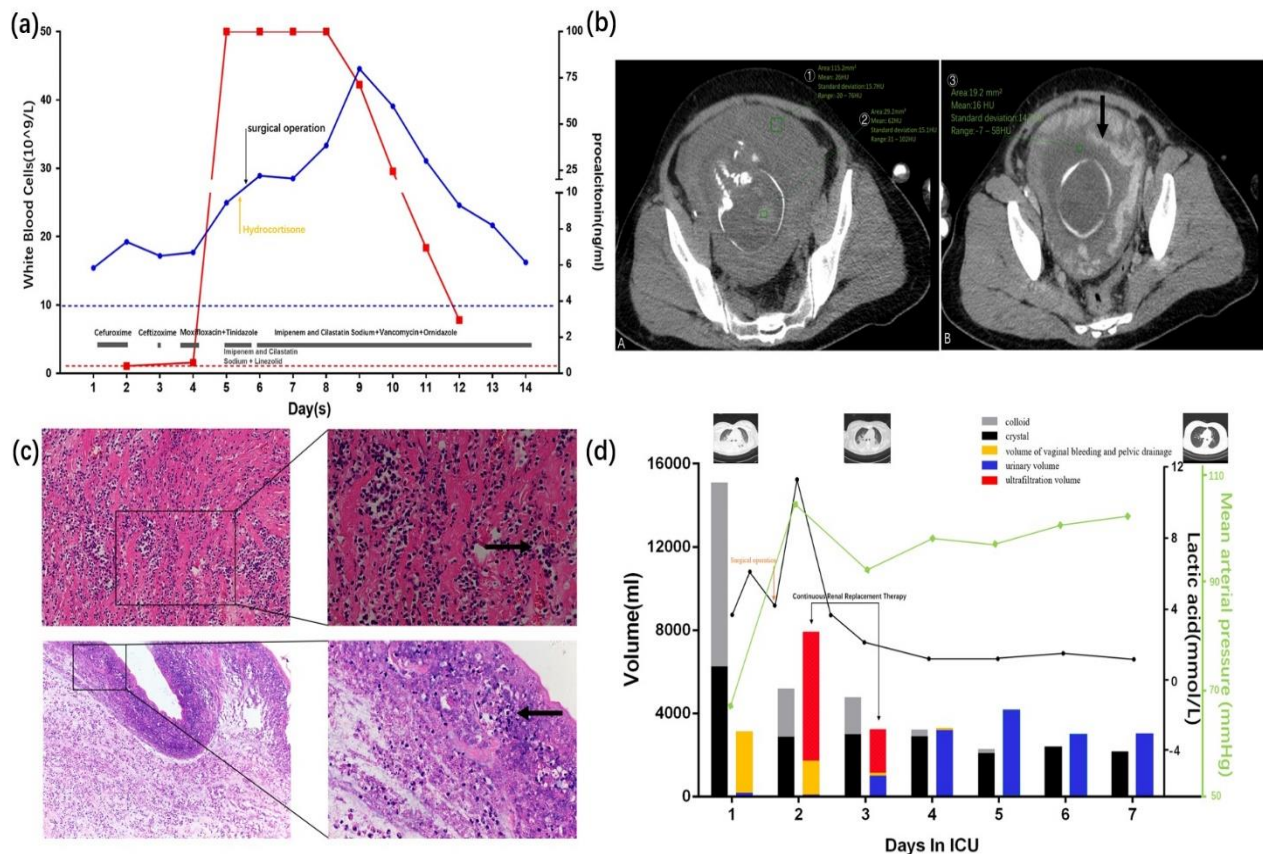 (a)
White Blood Cells(10^9/L)
50
40
30
20
10
0
100
75
50
25
10
8
6
4
2
0
procalcitonin(ng/ml)
surgical operation
Hydrocortisone
Cefuroxime
Ceftizoxime
Moxifloxacin+Tinidazole
Imipenem and Cilastatin Sodium+Vancomycin+Ornidazole
Imipenem and Cilastatin
Sodium + Linezolid
1 2 3 4 5 6 7 8 9 10 11 12 13 14
Day(s)
(b)
①
Area:115.2mm²
Mean: 26HU
Standard deviation:15.7HU
Range:-20 – 76HU
②
Area:29.2mm²
Mean: 62HU
Standard deviation:15.1HU
Range:31 – 102HU
A
③
Area:19.2 mm²
Mean:16 HU
Standard deviation:14.
Range:-7 – 58HU
B
(c)
(d)
colloid
crystal
volume of vaginal bleeding and pelvic drainage
urinary volume
ultrafiltration volume
Volume(ml)
16000
12000
8000
4000
0
Surgical operation
Continuous Renal Replacement Therapy
12
8
4
0
-4
Lactic acid(mmol/L)
110
90
70
50
Mean arterial pressure (mmHg)
1 2 3 4 5 6 7
Days In ICU